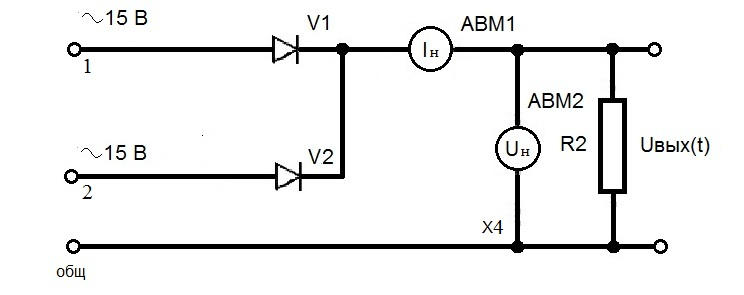 ~15 В
V1
АВМ1
1
Iн
АВМ2
~15 В
V2
Uн
R2
Uвых(t)
2
X4
общ